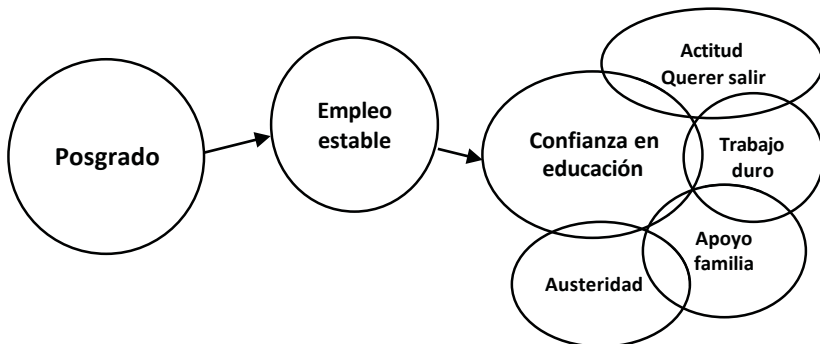 Posgrado
Empleo
estable
Confianza en
educación
Actitud
Querer salir
Trabajo
duro
Apoyo
familia
Austeridad